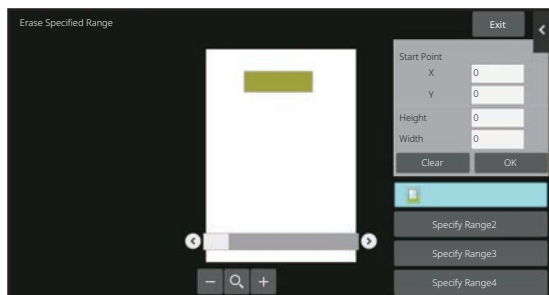 Erase Specified Range
Exit
Start Point
X 0
Y 0
Height 0
Width 0
Clear OK
Specify Range2
Specify Range3
Specify Range4